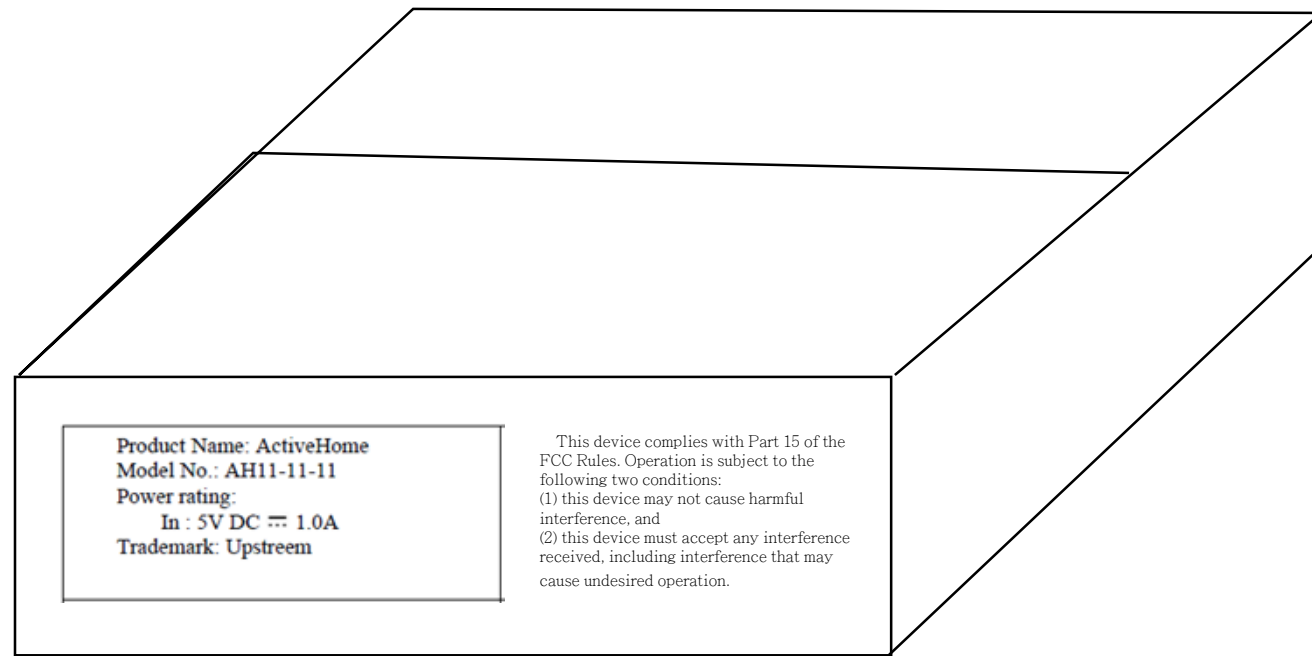 Product Name: ActiveHome
Model No.: AH11-11-11
Power rating:
In : 5V DC ⎓ 1.0A
Trademark: Upstreem
This device complies with Part 15 of the
FCC Rules. Operation is subject to the
following two conditions:
(1) this device may not cause harmful
interference, and
(2) this device must accept any interference
received, including interference that may
cause undesired operation.